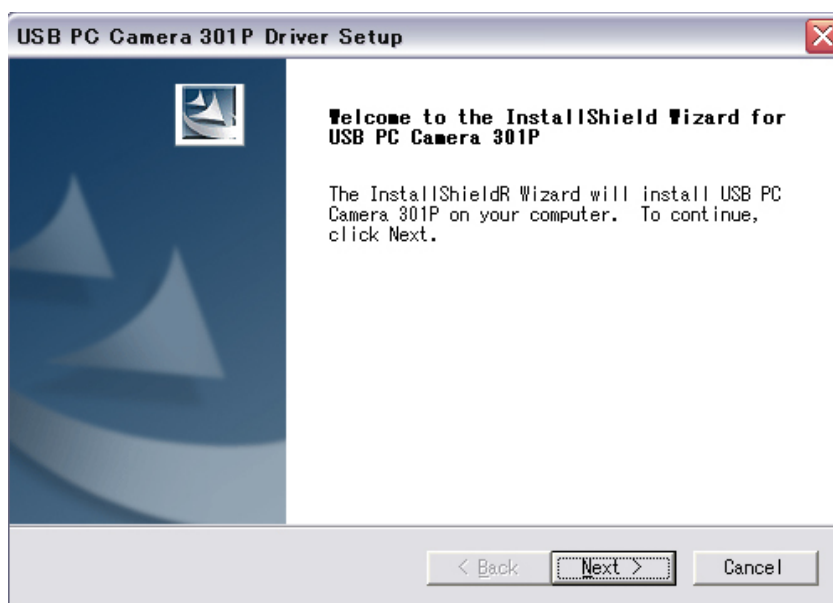 USB PC Camera 301P Driver Setup
Welcome to the InstallShield Wizard for
USB PC Camera 301P
The InstallShieldR Wizard will install USB PC
Camera 301P on your computer. To continue,
click Next.
< Back
Next >
Cancel